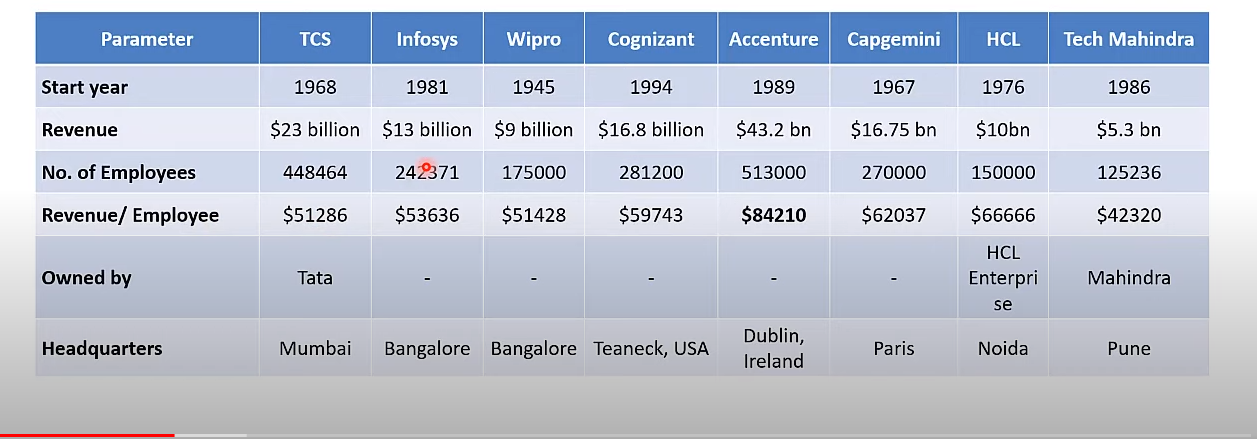 Parameter TCS Infosys Wipro Cognizant Accenture Capgemini HCL Tech Mahindra
Start year 1968 1981 1945 1994 1989 1967 1976 1986
Revenue $23 billion $13 billion $9 billion $16.8 billion $43.2 bn $16.75 bn $10bn $5.3 bn
No. of Employees 448464 242371 175000 281200 513000 270000 150000 125236
Revenue/ Employee $51286 $53636 $51428 $59743 $84210 $62037 $66666 $42320
Owned by Tata - - - - - HCL Enterpri se Mahindra
Headquarters Mumbai Bangalore Bangalore Teaneck, USA Dublin, Ireland Paris Noida Pune